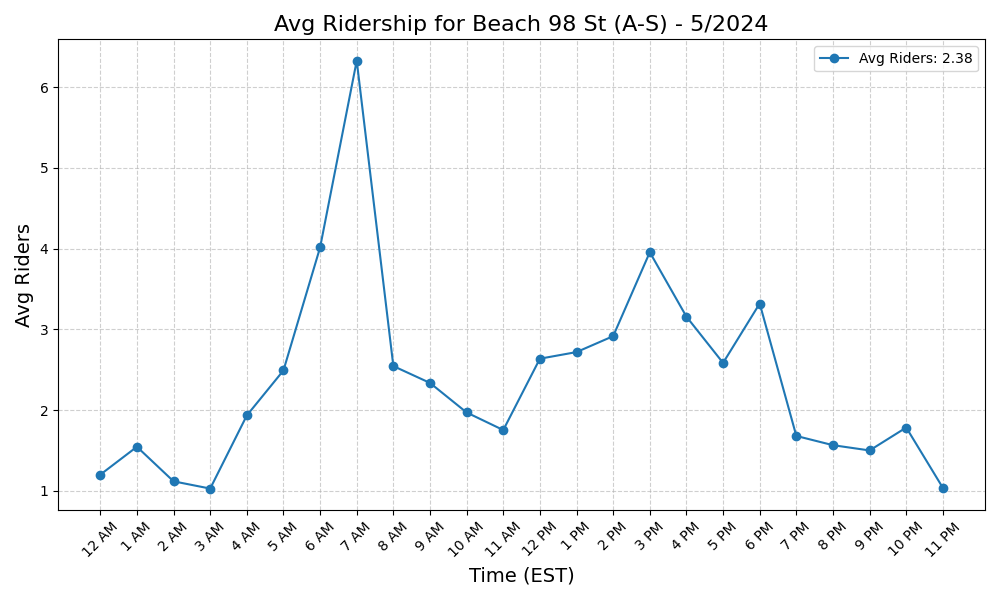 Avg Ridership for Beach 98 St (A-S) - 5/2024
Avg Riders: 2.38
Avg Riders
6
5
4
3
2
1
12 AM
1 AM
2 AM
3 AM
4 AM
5 AM
6 AM
7 AM
8 AM
9 AM
10 AM
11 AM
12 PM
1 PM
2 PM
3 PM
4 PM
5 PM
6 PM
7 PM
8 PM
9 PM
10 PM
11 PM
Time (EST)